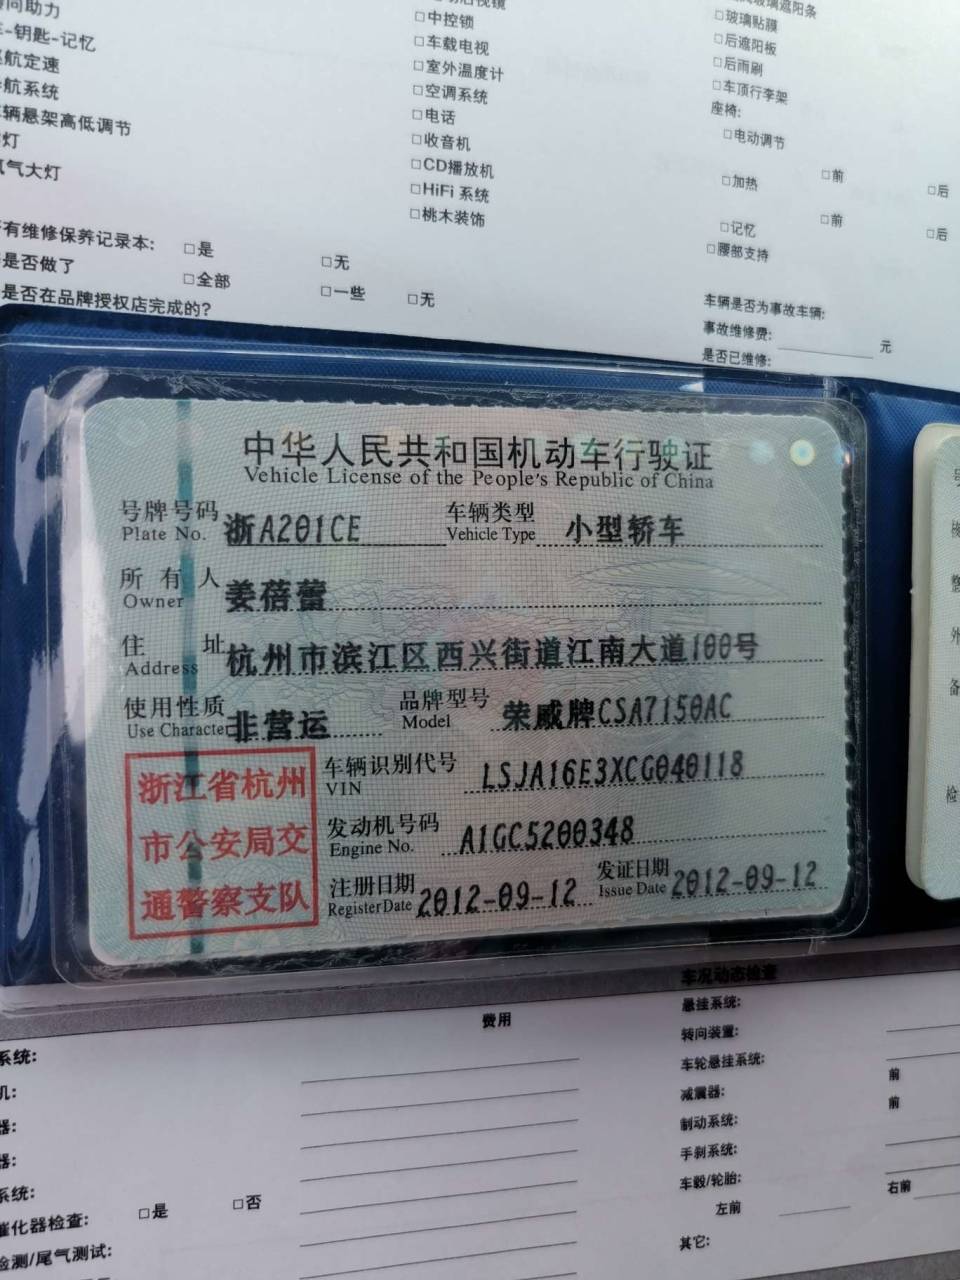 转向助力
-钥匙-记忆
航定速
航系统
辆悬架高低调节
灯
气大灯
□中控锁
□车载电视
□室外温度计
□空调系统
□电话
□收音机
□CD播放机
□HiFi 系统
□桃木装饰
玻璃遮阳条
□玻璃贴膜
□后遮阳板
□后雨刷
□车顶行李架
座椅:
□电动调节
□加热 □前 □后
□记忆 □前 □后
□腰部支持
有维修保养记录本: □是 □无
是否做了 □全部 □一些 □无
是否在品牌授权店完成的?
车辆是否为事故车辆:
事故维修费: 元
是否已维修:
中华人民共和国机动车行驶证
Vehicle License of the People's Republic of China
号牌号码 浙A201CE 车辆类型 小型轿车
Plate No. Vehicle Type
所有人 姜蓓蕾
Owner
住址 杭州市滨江区西兴街道江南大道100号
Address
使用性质 非营运 品牌型号 荣威牌CSA7150AC
Use Character Model
浙江省杭州
市公安局交
通警察支队
车辆识别代号 LSJA16E3XCG040118
VIN
发动机号码 A1GC5200348
Engine No.
注册日期 2012-09-12 发证日期 2012-09-12
Register Date Issue Date
号
外
备
检
费用
系统:
机:
器:
器:
系统:
催化器检查: □是 □否
检测/尾气测试:
车况动态检查
悬挂系统:
转向装置:
车轮悬挂系统:
减震器: 前
制动系统: 前
手刹系统:
车毂/轮胎:
左前 右前
其它: